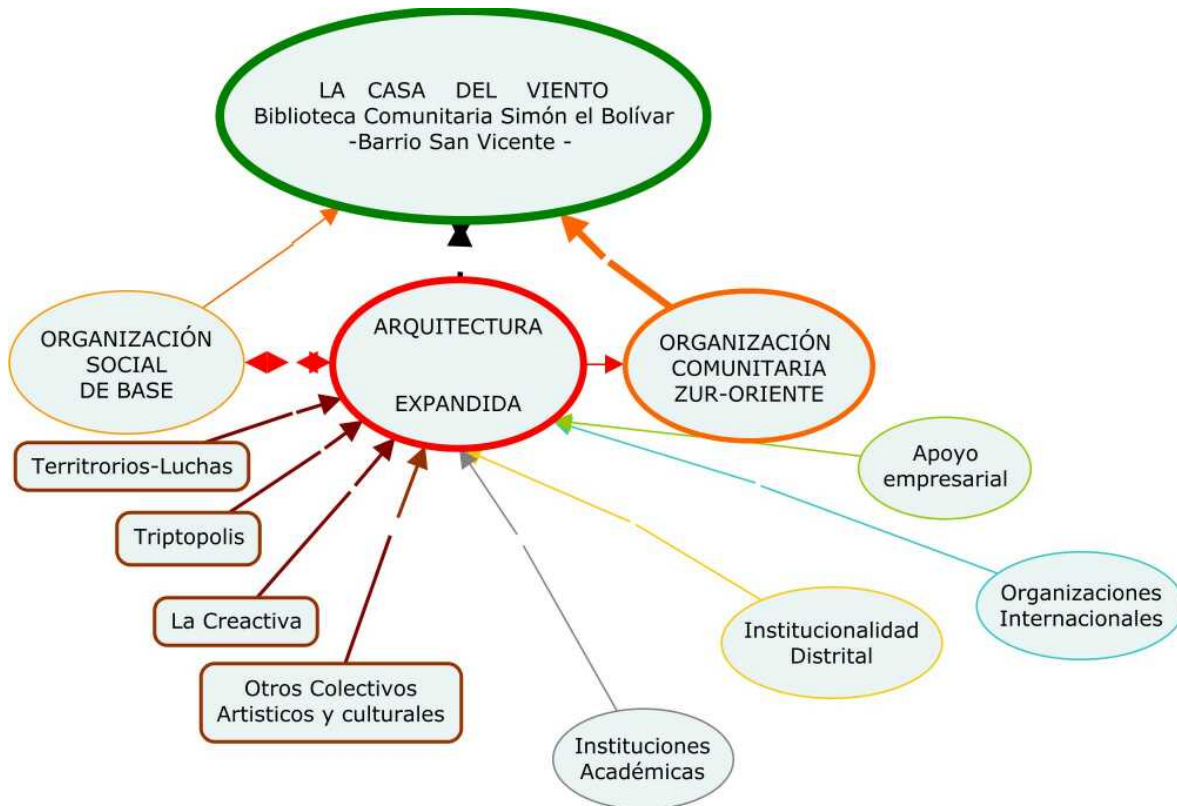 LA CASA DEL VIENTO
Biblioteca Comunitaria Simón el Bolívar
-Barrio San Vicente -
ORGANIZACIÓN
SOCIAL
DE BASE
ARQUITECTURA
EXPANDIDA
ORGANIZACIÓN
COMUNITARIA
ZUR-ORIENTE
Territrorios-Luchas
Triptopolis
La Creactiva
Otros Colectivos
Artisticos y culturales
Apoyo
empresarial
Organizaciones
Internacionales
Institucionalidad
Distrital
Instituciones
Académicas